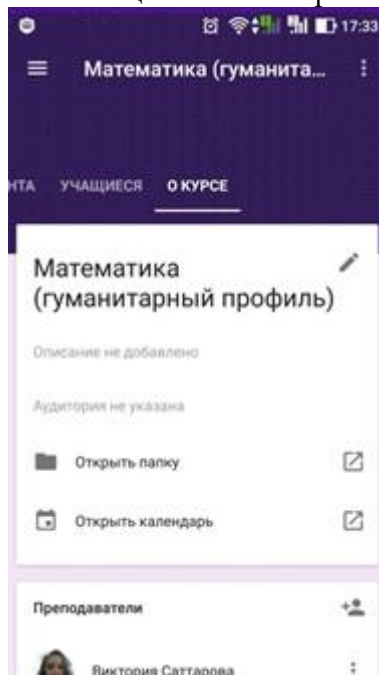 17:33
Математика (гуманита...
НТА УЧАЩИЕСЯ О КУРСЕ
Математика
(гуманитарный профиль)
Описание не добавлено
Аудитория не указана
Открыть папку
Открыть календарь
Преподаватели
Виктория Саттарова